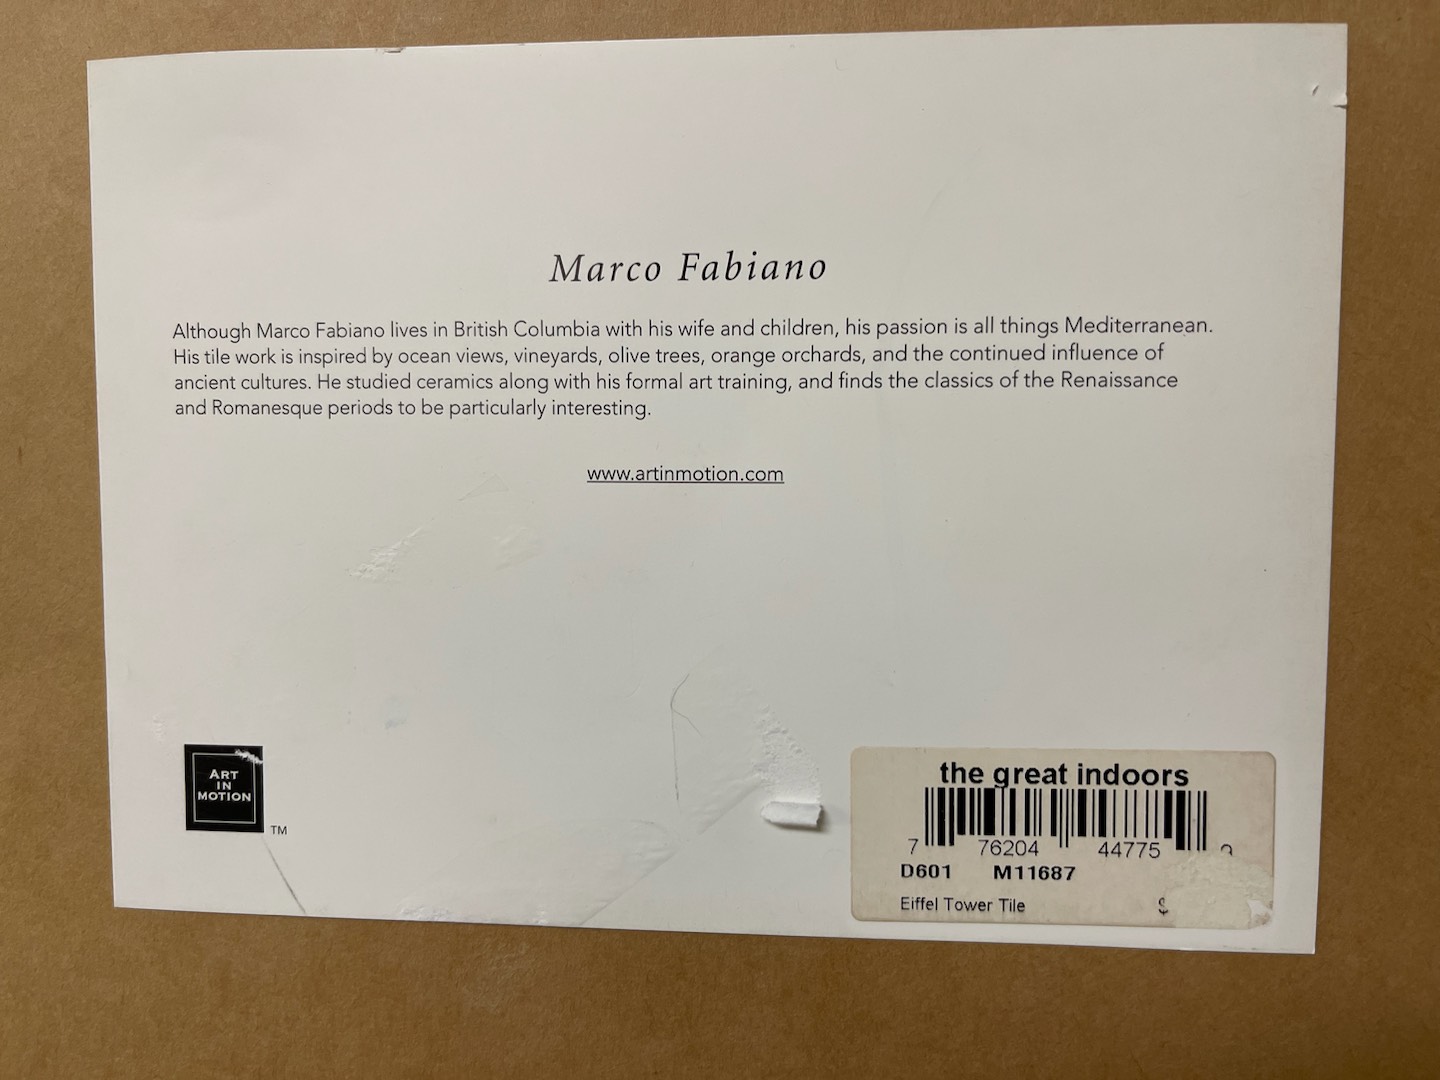 Marco Fabiano
Although Marco Fabiano lives in British Columbia with his wife and children, his passion is all things Mediterranean.
His tile work is inspired by ocean views, vineyards, olive trees, orange orchards, and the continued influence of
ancient cultures. He studied ceramics along with his formal art training, and finds the classics of the Renaissance
and Romanesque periods to be particularly interesting.
www.artinmotion.com
ART
IN
MOTION
TM
the great indoors
7 76204 44775
D601 M11687
Eiffel Tower Tile $